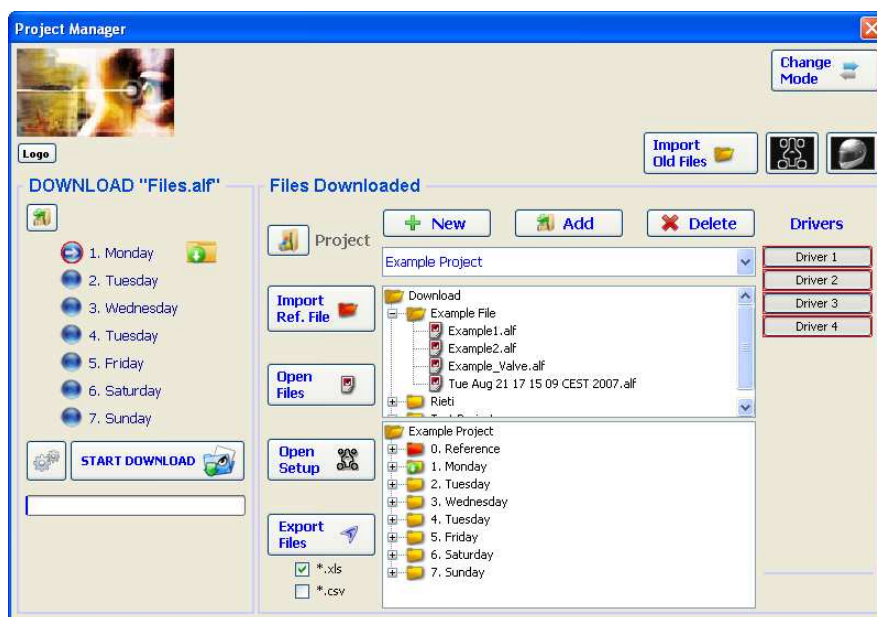 Project Manager
Change
Mode
Logo
Import
Old Files
DOWNLOAD "Files.alf"
1. Monday
2. Tuesday
3. Wednesday
4. Tuesday
5. Friday
6. Saturday
7. Sunday
START DOWNLOAD
Files Downloaded
Project
New
Add
Delete
Example Project
Import
Ref. File
Open
Files
Open
Setup
Export
Files
*.xls
*.csv
Download
Example File
Example1.alf
Example2.alf
Example_Valve.alf
Tue Aug 21 17 15 09 CEST 2007.alf
Rieti
Example Project
0. Reference
1. Monday
2. Tuesday
3. Wednesday
4. Tuesday
5. Friday
6. Saturday
7. Sunday
Drivers
Driver 1
Driver 2
Driver 3
Driver 4